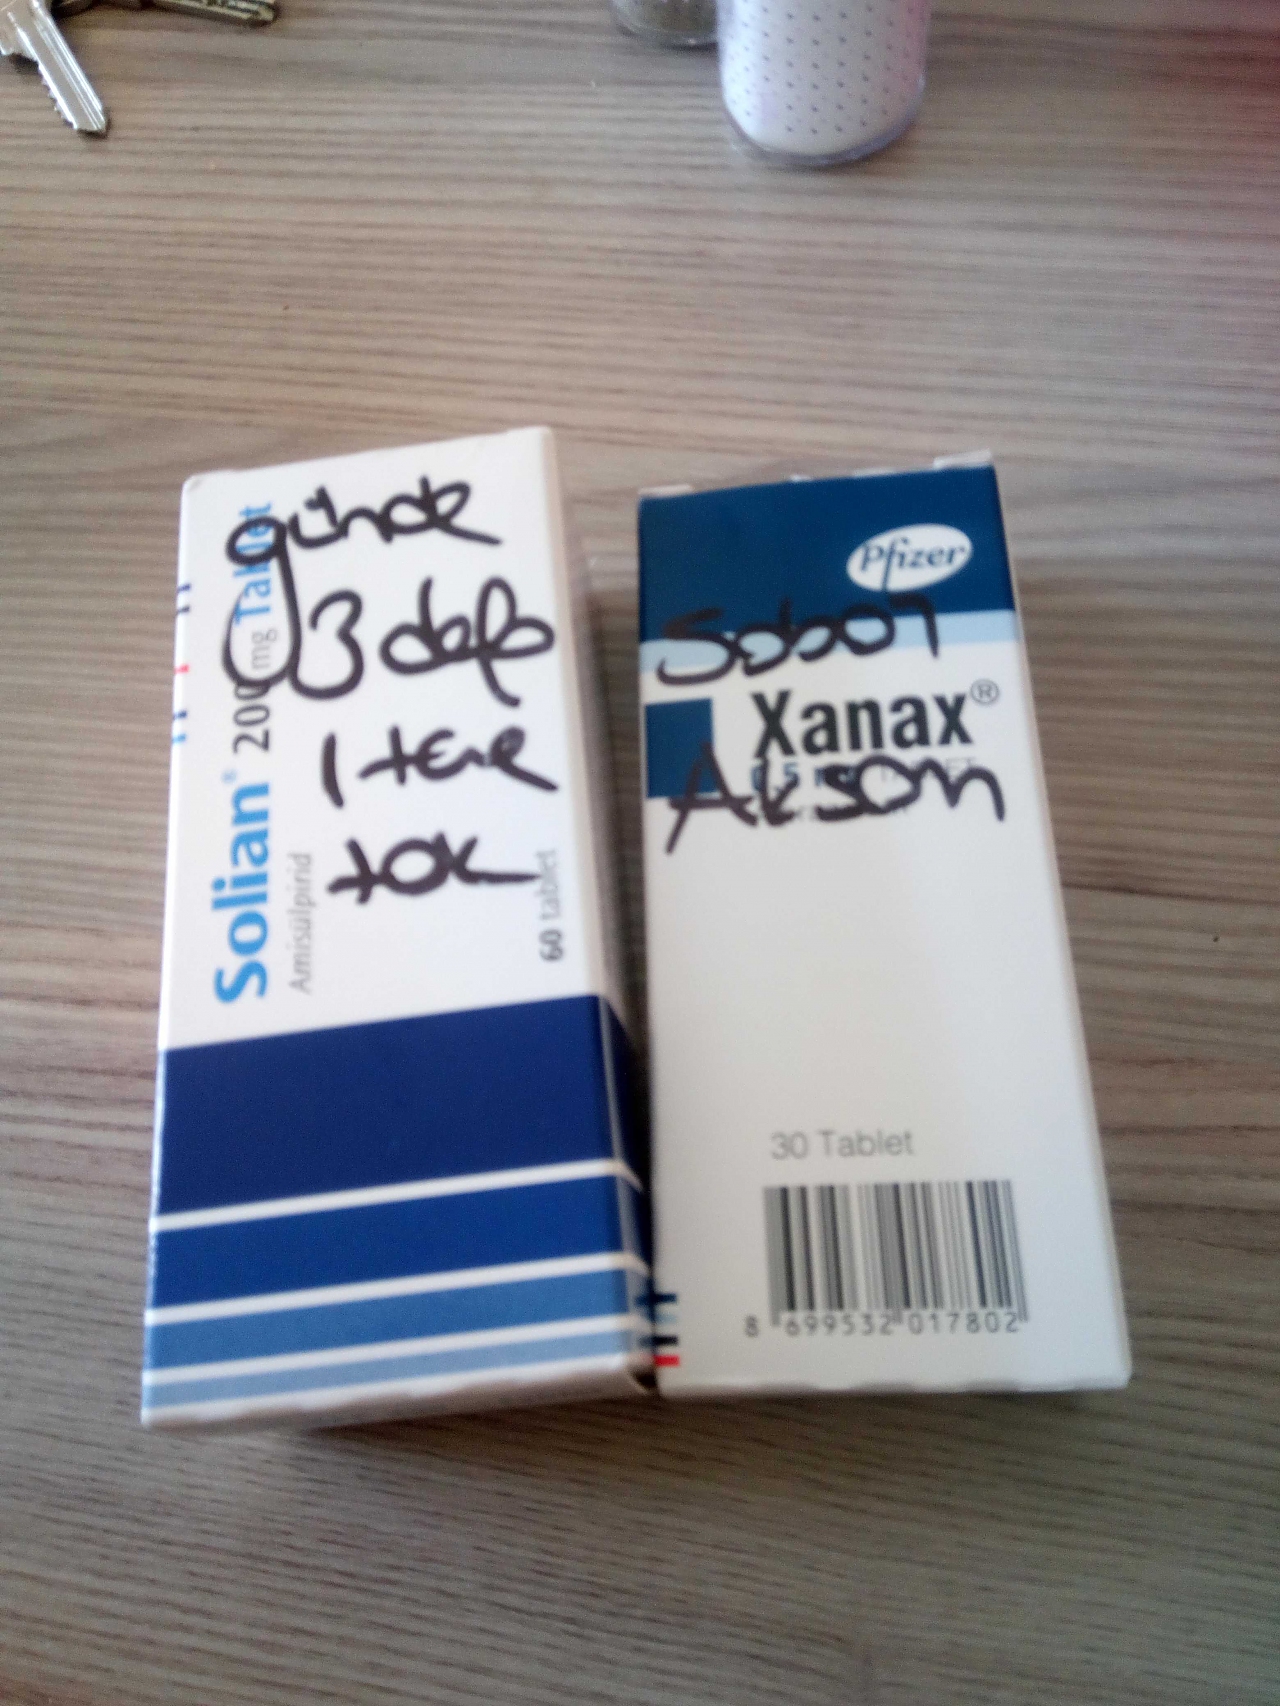 günde
3 defa
1 tane
tok
Solian® 200 mg Tablet
Amisülpirid
60 tablet
Pfizer
Sabah
Xanax®
Akşam
30 Tablet
8 699532 017802